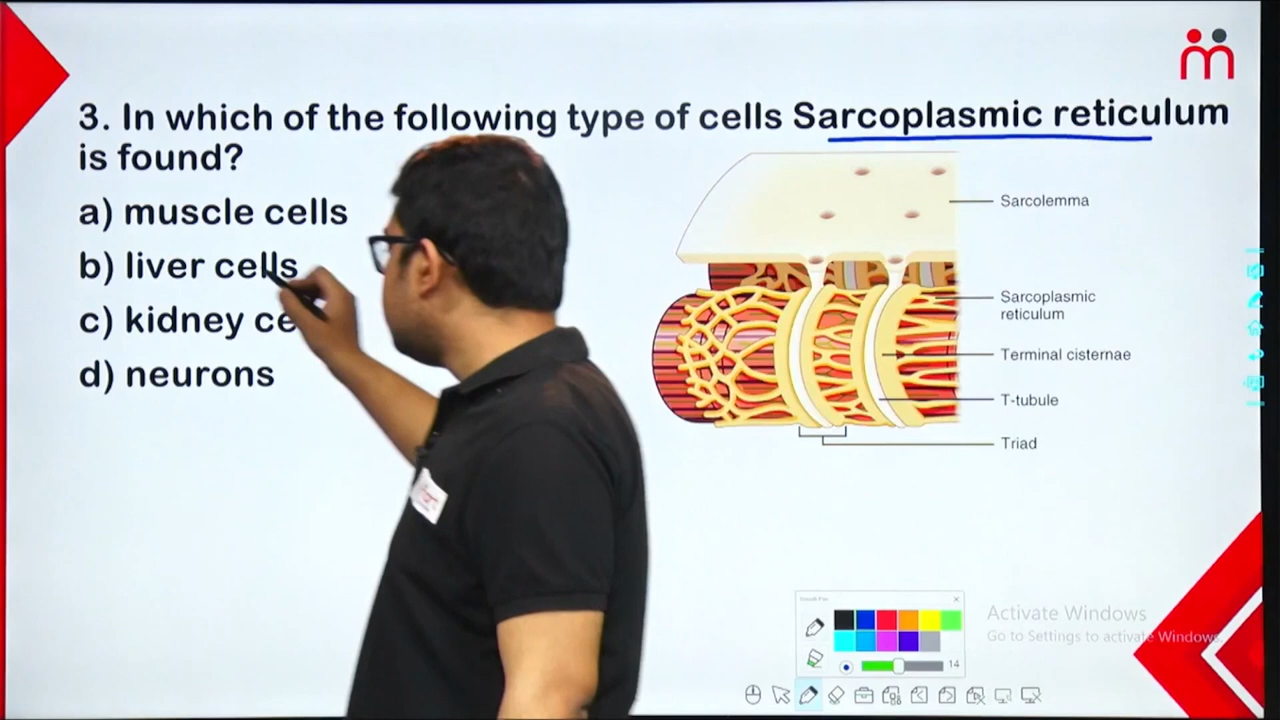 3. In which of the following type of cells Sarcoplasmic reticulum
is found?
a) muscle cells
b) liver cells
c) kidney ce
d) neurons
Sarcolemma
Sarcoplasmic
reticulum
Terminal cisternae
T-tubule
Triad
14
Activate Windows
Go to Settings to activate Windows.